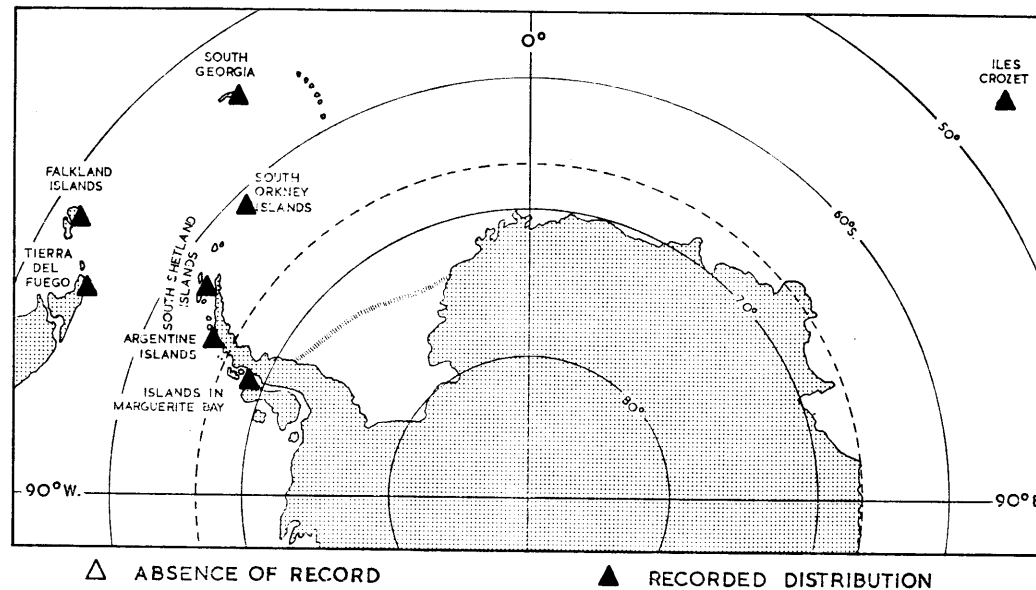 0°
SOUTH
GEORGIA
ILES
CROZET
50°
FALKLAND
ISLANDS
SOUTH
ORKNEY
ISLANDS
60°S.
TIERRA
DEL
FUEGO
SOUTH SHETLAND
ISLANDS
70°
ARGENTINE
ISLANDS
ISLANDS IN
MARGUERITE BAY
80°
90°W.
90°E
ABSENCE OF RECORD
RECORDED DISTRIBUTION